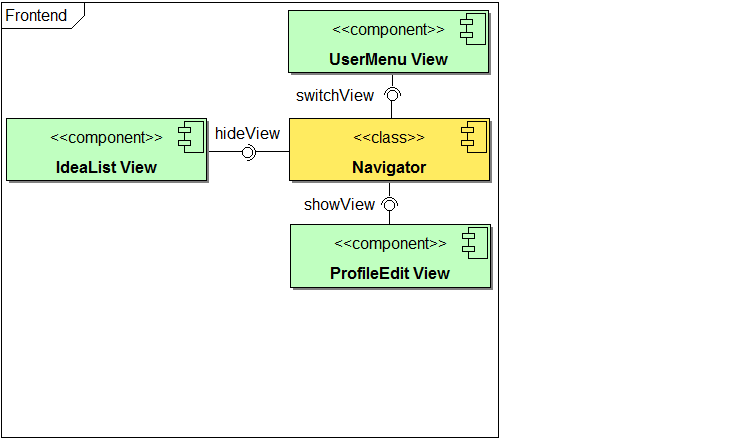 Frontend
<<component>>
UserMenu View
switchView
<<component>>
IdeaList View
hideView
<<class>>
Navigator
showView
<<component>>
ProfileEdit View